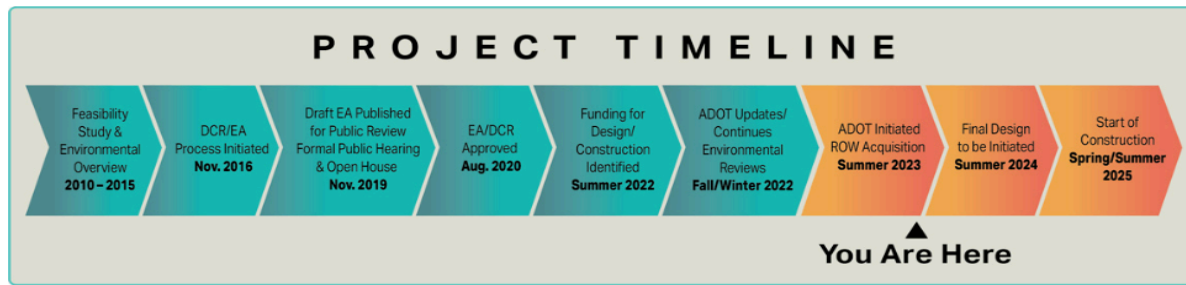 PROJECT TIMELINE
Feasibility
Study &
Environmental
Overview
2010 – 2015
DCR/EA
Process Initiated
Nov. 2016
Draft EA Published
for Public Review
Formal Public Hearing
& Open House
Nov. 2019
EA/DCR
Approved
Aug. 2020
Funding for
Design/
Construction
Identified
Summer 2022
ADOT Updates/
Continues
Environmental
Reviews
Fall/Winter 2022
ADOT Initiated
ROW Acquisition
Summer 2023
Final Design
to be Initiated
Summer 2024
Start of
Construction
Spring/Summer
2025
You Are Here